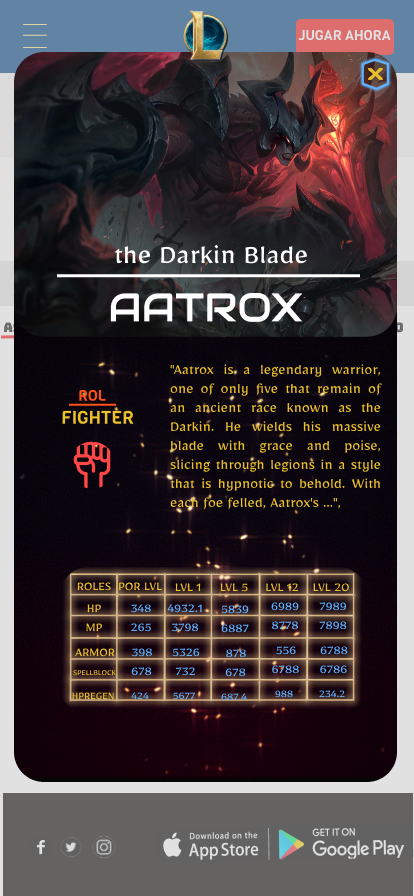 JUGAR AHORA
the Darkin Blade
AATROX
ROL
FIGHTER
"Aatrox is a legendary warrior,
one of only five that remain of
an ancient race known as the
Darkin. He wields his massive
blade with grace and poise,
slicing through legions in a style
that is hypnotic to behold. With
each foe felled, Aatrox's ...",
ROLES POR LVL LVL 1 LVL 5 LVL 12 LVL 20
HP 348 4932.1 5839 6989 7989
MP 265 3798 6887 8778 7898
ARMOR 398 5326 878 556 6788
SPELLBLOCK 678 732 678 6788 6786
HPREGEN 424 5677 687.4 988 234.2
Download on the
App Store
GET IT ON
Google Play